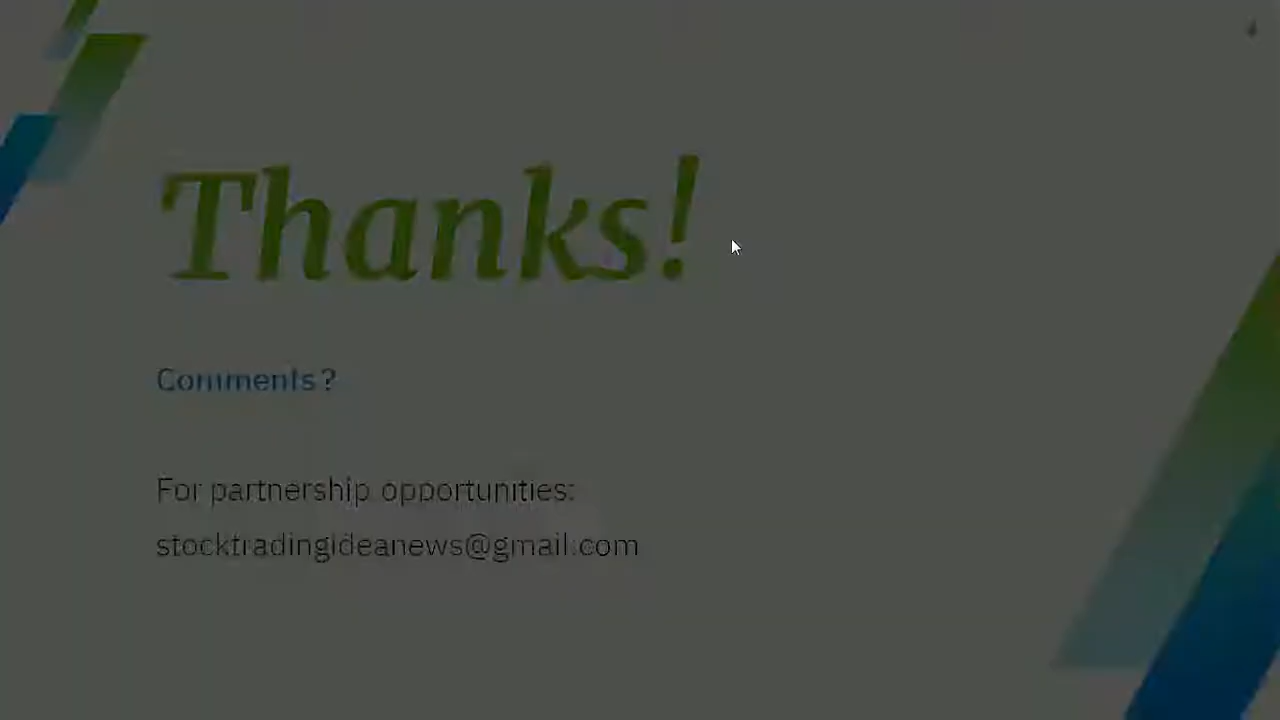 Thanks!
Comments?
For partnership opportunities:
stocktradingideanews@gmail.com